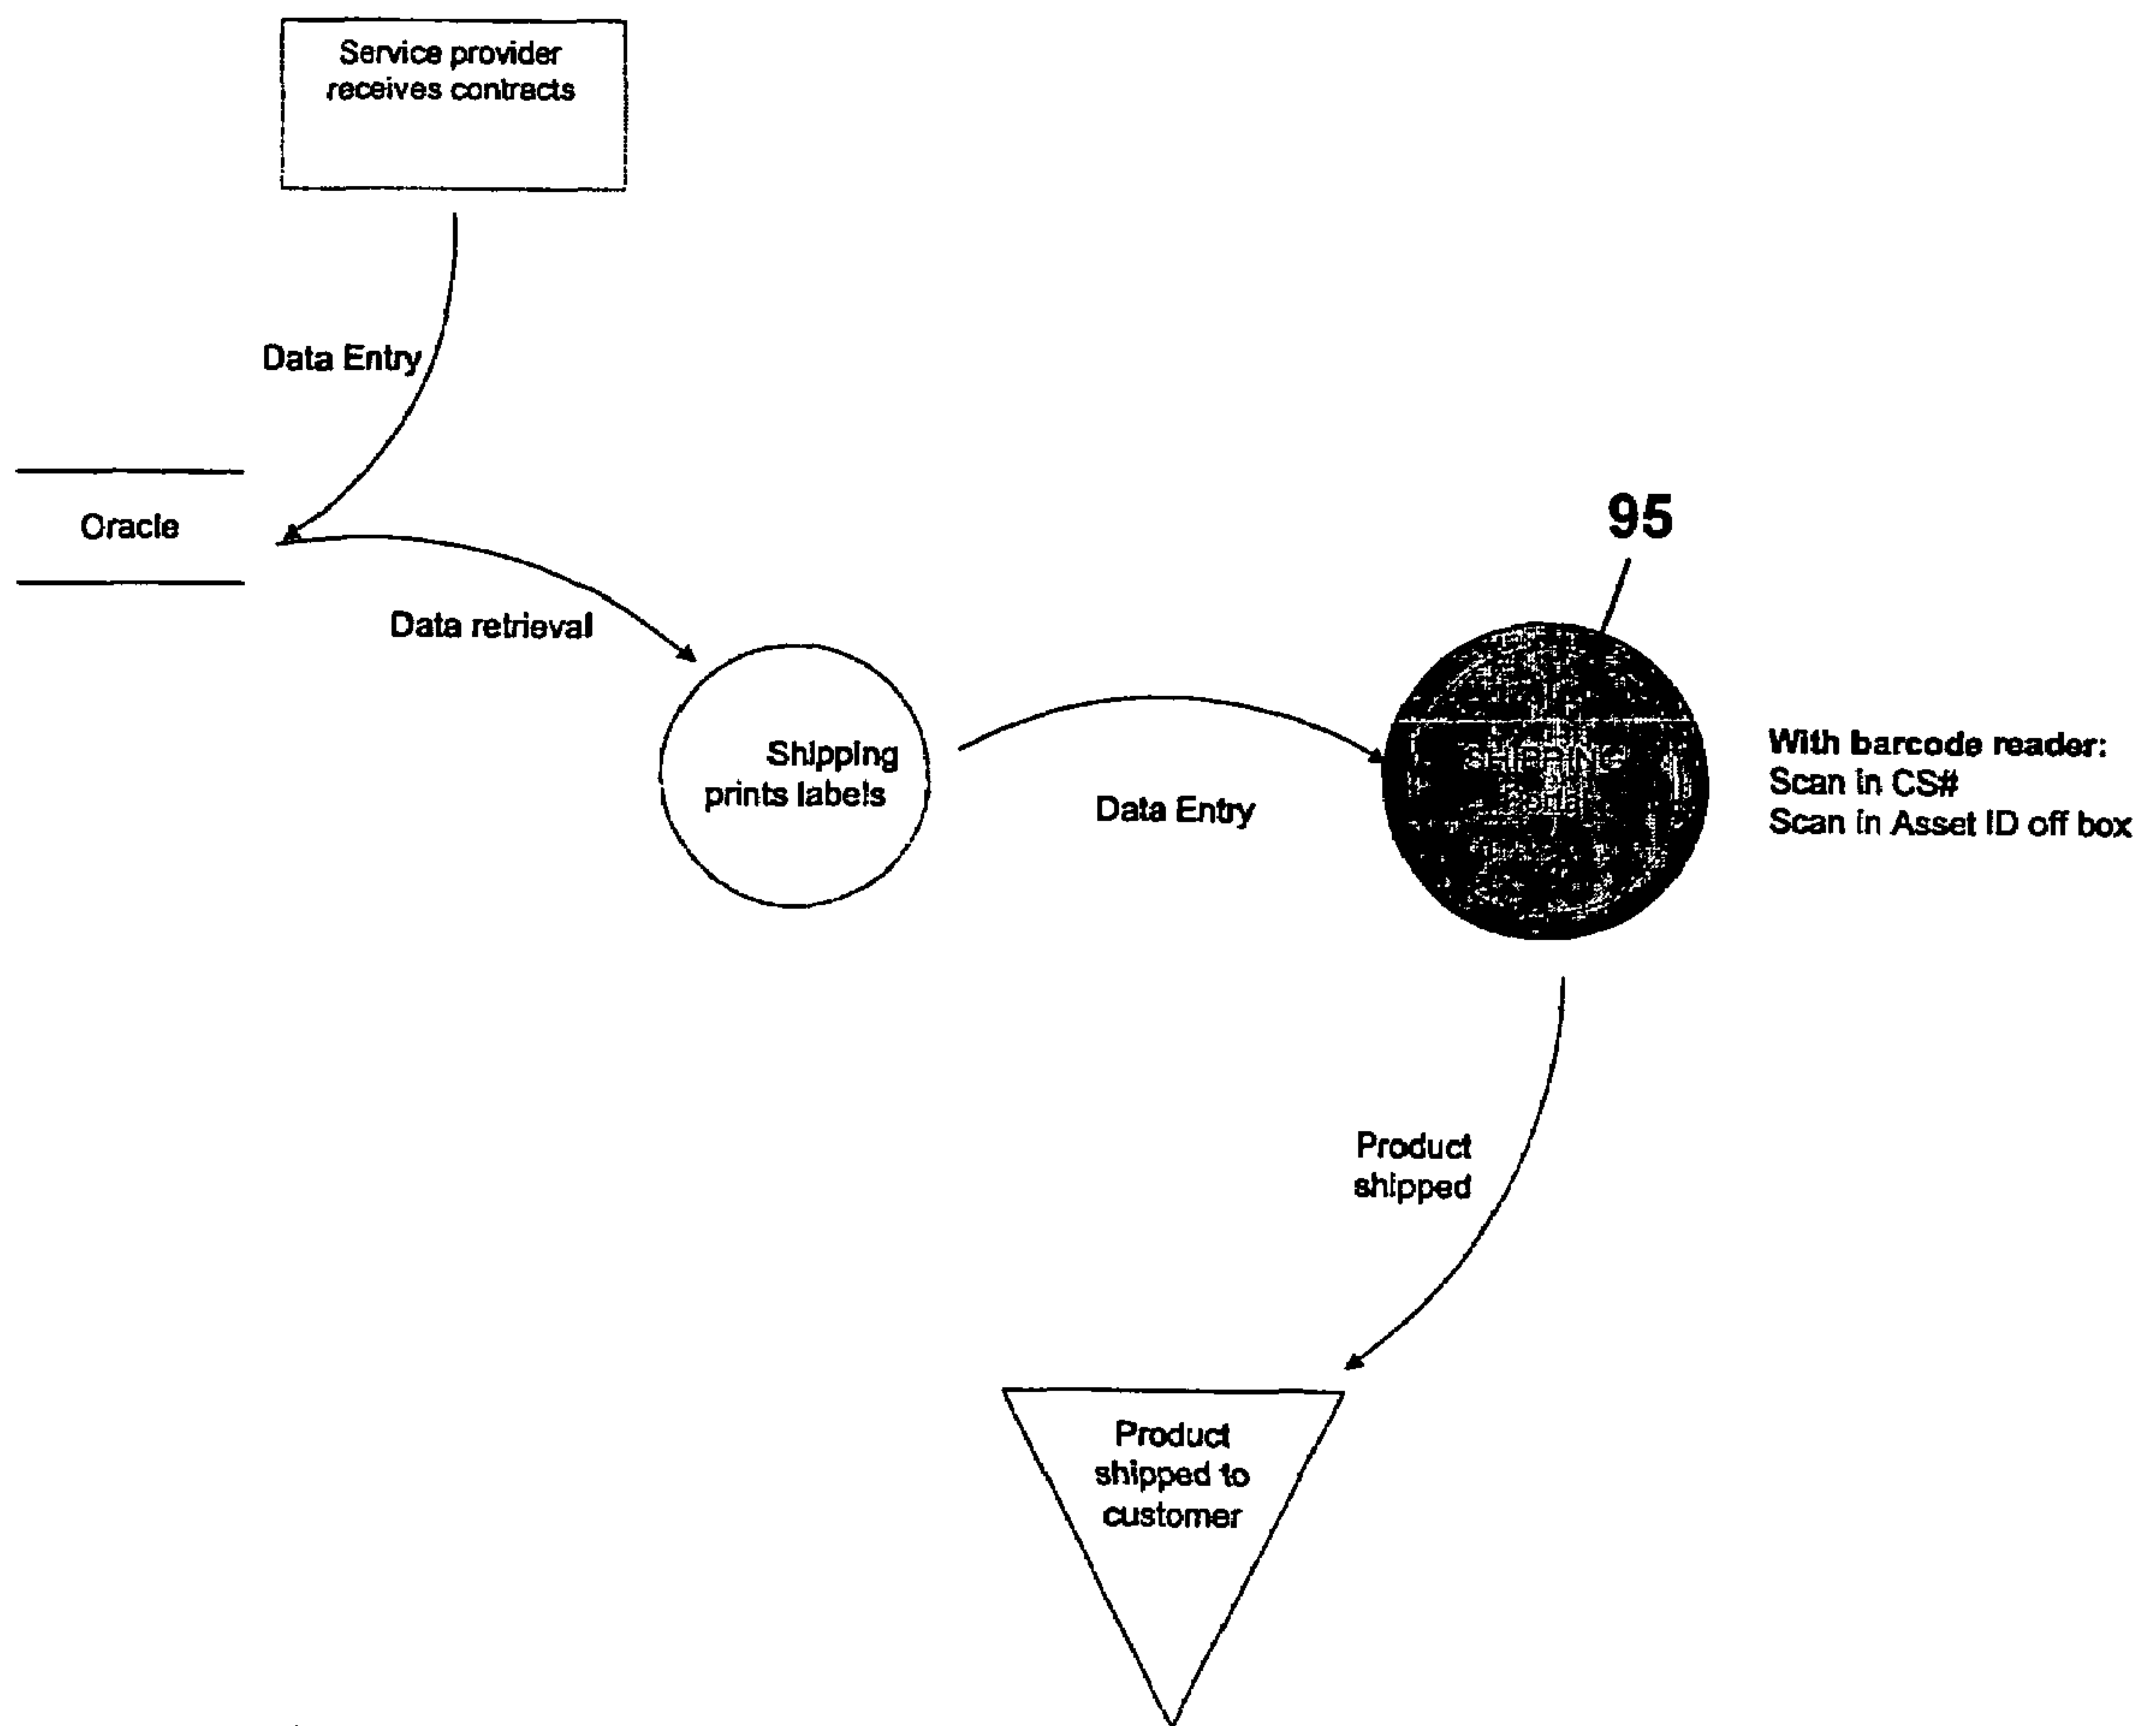 Service provider
receives contracts
Data Entry
Oracle
Data retrieval
95
Shipping
prints labels
Data Entry
SHIPPING
With barcode reader:
Scan in CS#
Scan in Asset ID off box
Product
shipped
Product
shipped to
customer